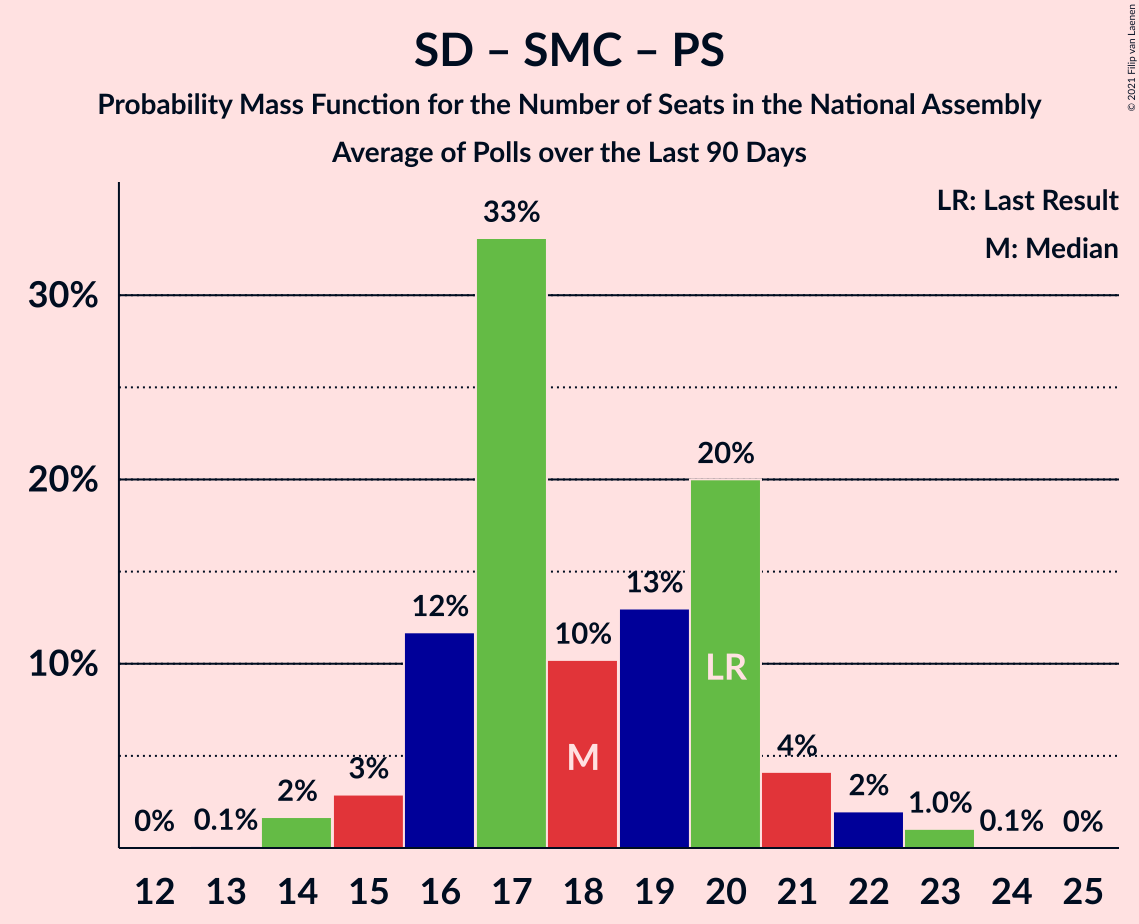 SD – SMC – PS
Probability Mass Function for the Number of Seats in the National Assembly
Average of Polls over the Last 90 Days
© 2021 Filip van Laenen
LR: Last Result
M: Median
33%
30%
20%
20%
13%
12%
10%
10%
LR
M
4%
3%
2%
2%
1.0%
0%
0.1%
0.1%
0%
12 13 14 15 16 17 18 19 20 21 22 23 24 25